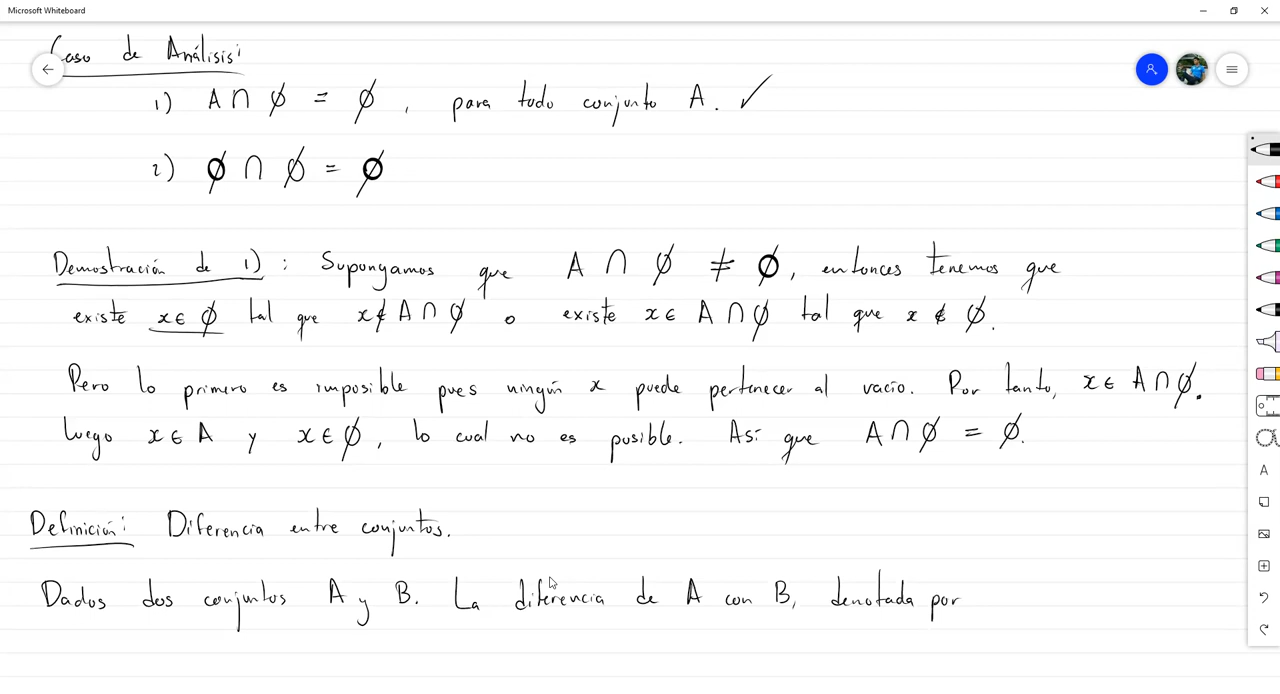 Microsoft Whiteboard
Caso de Análisis:
1) A ∩ ∅ = ∅, para todo conjunto A. ✓
2) ∅ ∩ ∅ = ∅
Demostración de 1): Supongamos que A ∩ ∅ ≠ ∅, entonces tenemos que
existe x ∈ ∅ tal que x ∉ A ∩ ∅ o existe x ∈ A ∩ ∅ tal que x ∉ ∅.
Pero lo primero es imposible pues ningún x puede pertenecer al vacío. Por tanto, x ∈ A ∩ ∅.
Luego x ∈ A y x ∈ ∅, lo cual no es posible. Así que A ∩ ∅ = ∅.
Definición: Diferencia entre conjuntos.
Dados dos conjuntos A y B. La diferencia de A con B, denotada por